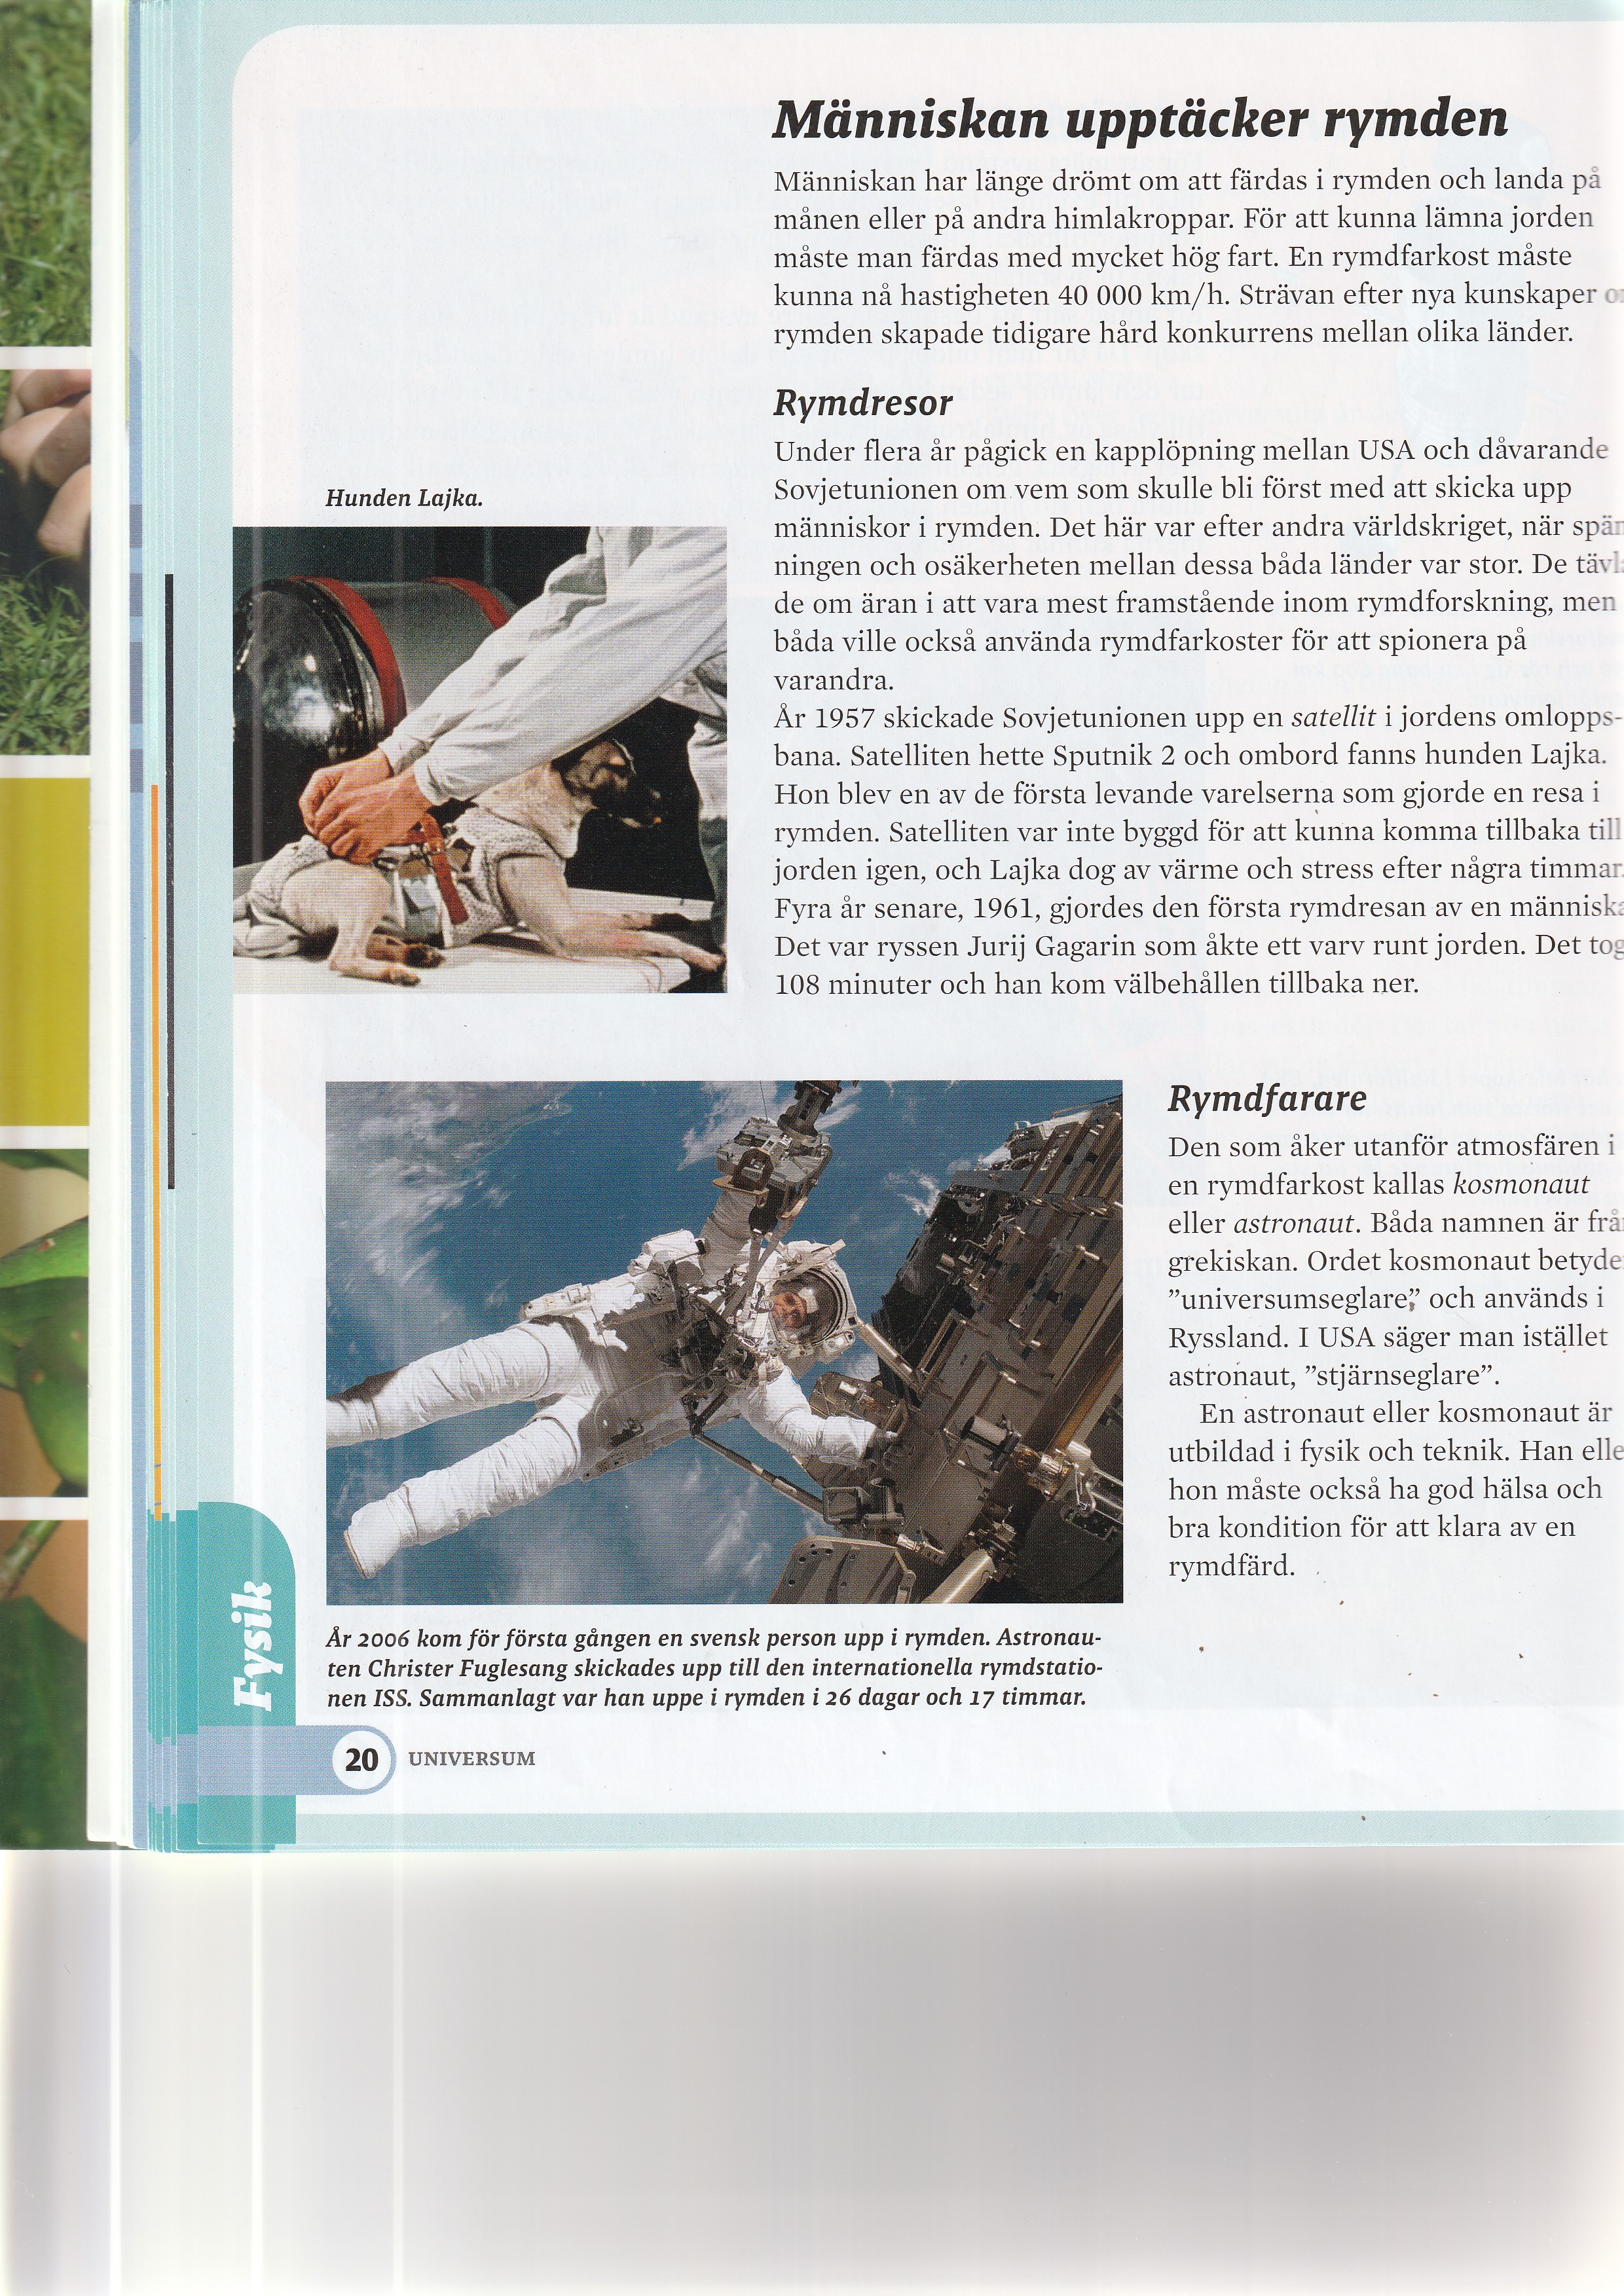 Människan upptäcker rymden
Människan har länge drömt om att färdas i rymden och landa på
månen eller på andra himlakroppar. För att kunna lämna jorden
måste man färdas med mycket hög fart. En rymdfarkost måste
kunna nå hastigheten 40 000 km/h. Strävan efter nya kunskaper
rymden skapade tidigare hård konkurrens mellan olika länder.
Rymdresor
Under flera år pågick en kapplöpning mellan USA och dåvarande
Sovjetunionen om vem som skulle bli först med att skicka upp
människor i rymden. Det här var efter andra världskriget, när spän
ningen och osäkerheten mellan dessa båda länder var stor. De tävla
de om äran i att vara mest framstående inom rymdforskning, men
båda ville också använda rymdfarkoster för att spionera på
varandra.
År 1957 skickade Sovjetunionen upp en satellit i jordens omlopps-
bana. Satelliten hette Sputnik 2 och ombord fanns hunden Lajka.
Hon blev en av de första levande varelserna som gjorde en resa i
rymden. Satelliten var inte byggd för att kunna komma tillbaka till
jorden igen, och Lajka dog av värme och stress efter några timmar.
Fyra år senare, 1961, gjordes den första rymdresan av en människa
Det var ryssen Jurij Gagarin som åkte ett varv runt jorden. Det tog
108 minuter och han kom välbehållen tillbaka ner.
Hunden Lajka.
Rymdfarare
Den som åker utanför atmosfären i
en rymdfarkost kallas kosmonaut
eller astronaut. Båda namnen är
grekiskan. Ordet kosmonaut betyde
"universumseglare" och används i
Ryssland. I USA säger man istället
astronaut, "stjärnseglare".
En astronaut eller kosmonaut är
utbildad i fysik och teknik. Han elle
hon måste också ha god hälsa och
bra kondition för att klara av en
rymdfärd.
År 2006 kom för första gången en svensk person upp i rymden. Astronau-
ten Christer Fuglesang skickades upp till den internationella rymdstatio-
nen ISS. Sammanlagt var han uppe i rymden i 26 dagar och 17 timmar.
Fysik
20 UNIVERSUM